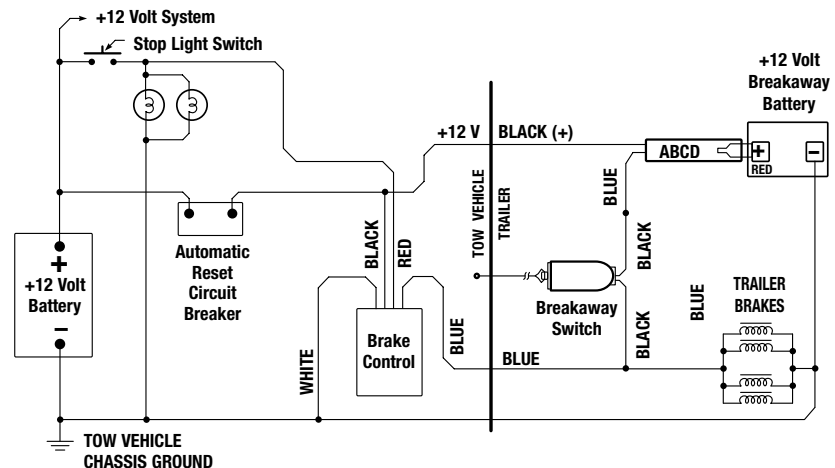 +12 Volt System
Stop Light Switch
+12 Volt
Breakaway
Battery
+12 V
BLACK (+)
ABCD
+
RED
−
BLUE
TOW VEHICLE
TRAILER
BLACK
RED
BLACK
Automatic
Reset
Circuit
Breaker
+
+12 Volt
Battery
−
Breakaway
Switch
BLUE
TRAILER
BRAKES
Brake
Control
WHITE
BLUE
BLUE
BLACK
TOW VEHICLE
CHASSIS GROUND